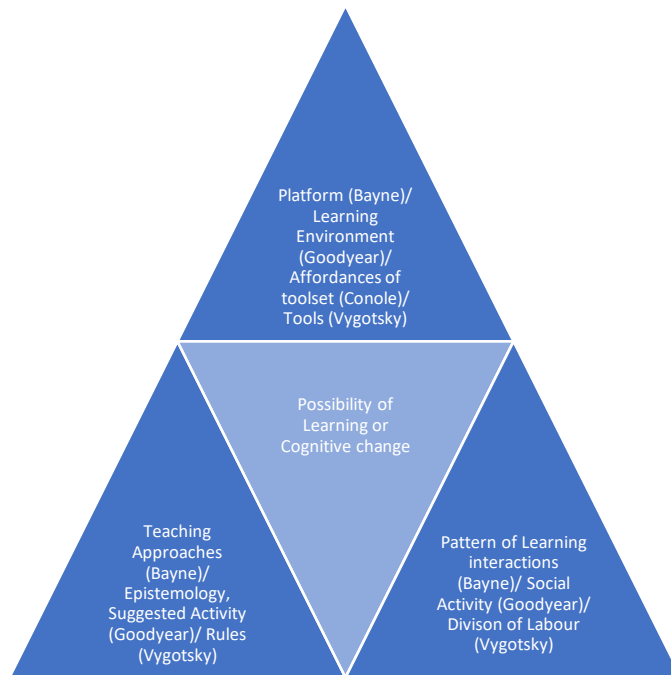 Platform (Bayne)/
Learning
Environment
(Goodyear)/
Affordances of
toolset (Conole)/
Tools (Vygotsky)
Possibility of
Learning or
Cognitive change
Teaching
Approaches
(Bayne)/
Epistemology,
Suggested Activity
(Goodyear)/ Rules
(Vygotsky)
Pattern of Learning
interactions
(Bayne)/ Social
Activity (Goodyear)/
Divison of Labour
(Vygotsky)